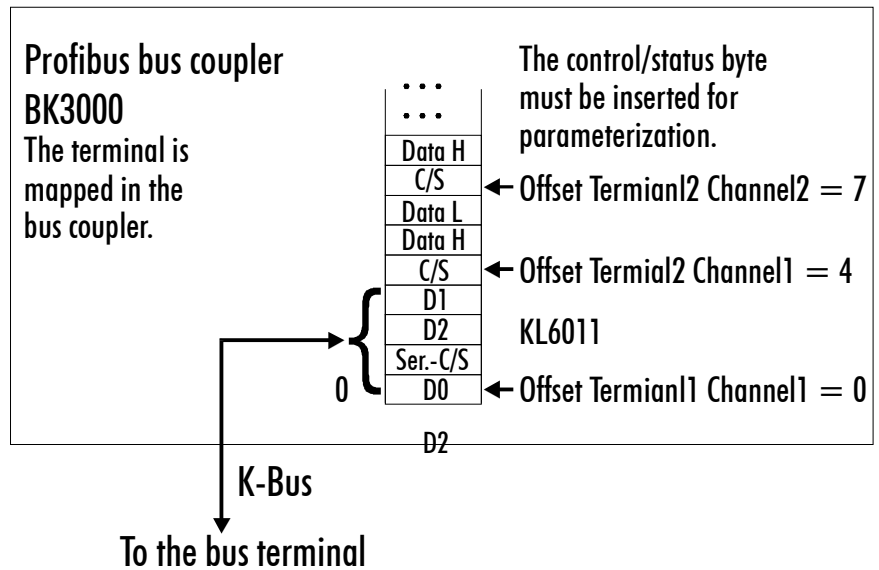 Profibus bus coupler
BK3000
The terminal is
mapped in the
bus coupler.
The control/status byte
must be inserted for
parameterization.
• • •
• • •
Data H
C/S
Offset Termianl2 Channel2 = 7
Data L
Data H
C/S
Offset Termial2 Channel1 = 4
D1
D2
KL6011
Ser.-C/S
0
D0
Offset Termianl1 Channel1 = 0
D2
K-Bus
To the bus terminal